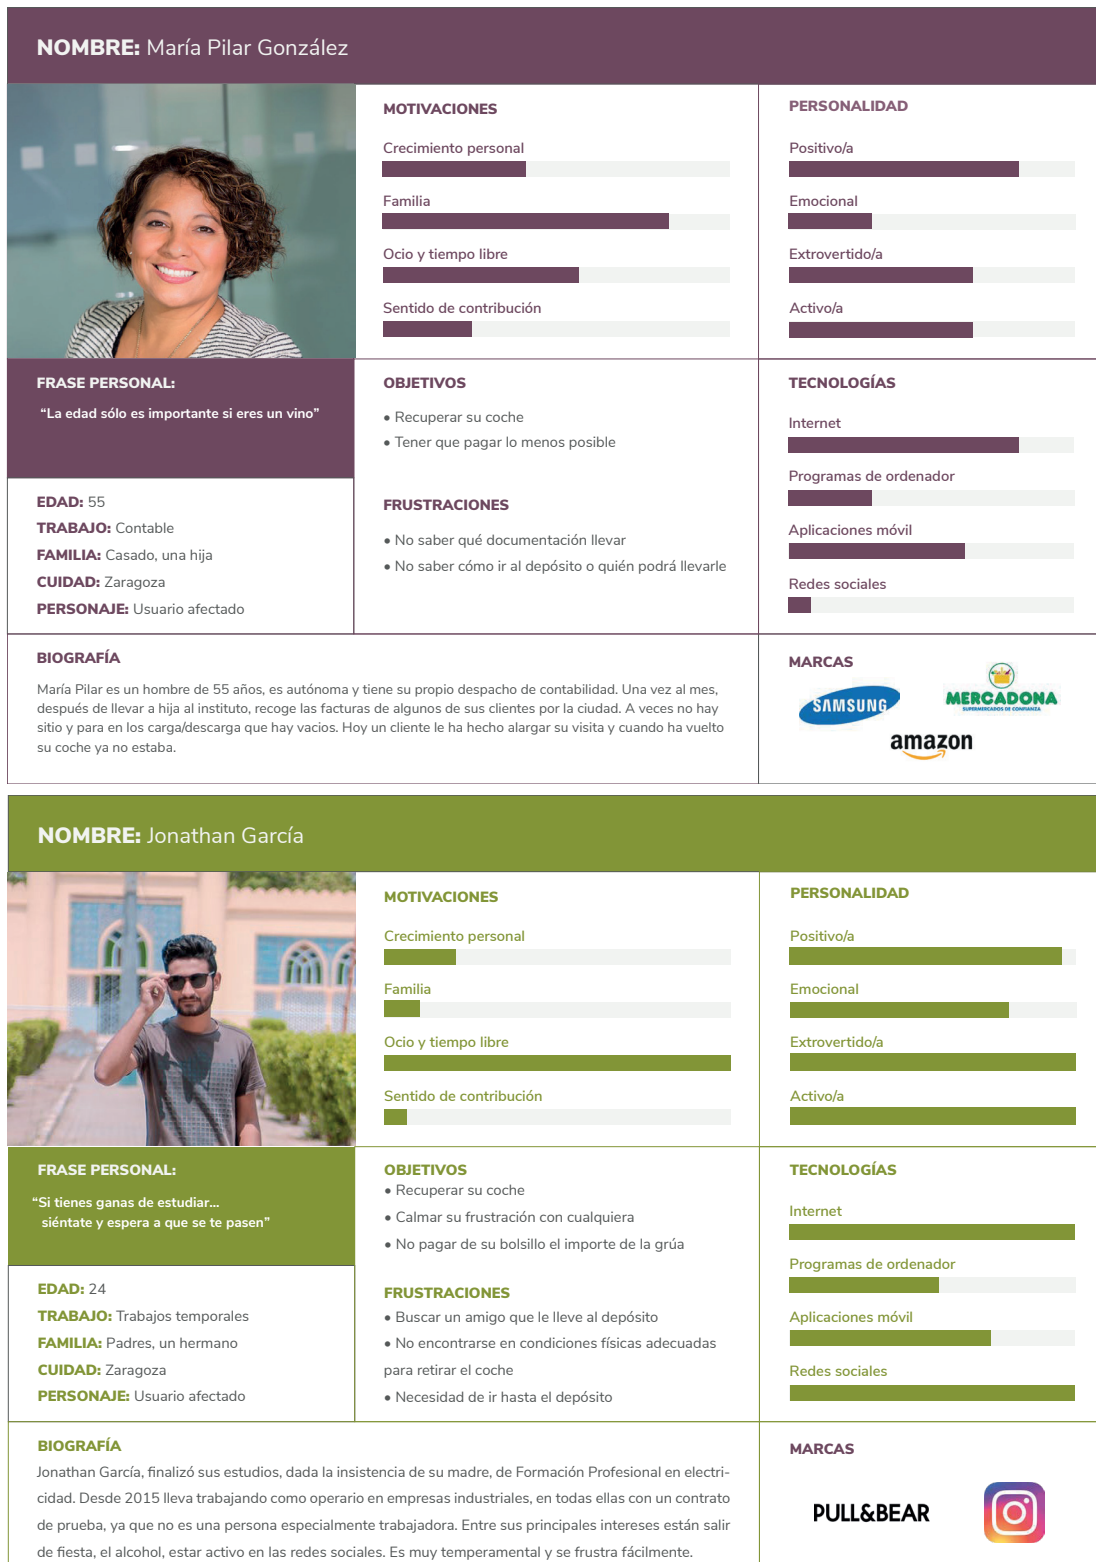 NOMBRE: María Pilar González
MOTIVACIONES
Crecimiento personal
Familia
Ocio y tiempo libre
Sentido de contribución
PERSONALIDAD
Positivo/a
Emocional
Extrovertido/a
Activo/a
FRASE PERSONAL:
“La edad sólo es importante si eres un vino”
EDAD: 55
TRABAJO: Contable
FAMILIA: Casado, una hija
CUIDAD: Zaragoza
PERSONAJE: Usuario afectado
OBJETIVOS
• Recuperar su coche
• Tener que pagar lo menos posible
FRUSTRACIONES
• No saber qué documentación llevar
• No saber cómo ir al depósito o quién podrá llevarle
TECNOLOGÍAS
Internet
Programas de ordenador
Aplicaciones móvil
Redes sociales
BIOGRAFÍA
María Pilar es un hombre de 55 años, es autónoma y tiene su propio despacho de contabilidad. Una vez al mes,
después de llevar a hija al instituto, recoge las facturas de algunos de sus clientes por la ciudad. A veces no hay
sitio y para en los carga/descarga que hay vacios. Hoy un cliente le ha hecho alargar su visita y cuando ha vuelto
su coche ya no estaba.
MARCAS
SAMSUNG
MERCADONA
SUPERMERCADOS DE CONFIANZA
amazon
NOMBRE: Jonathan García
MOTIVACIONES
Crecimiento personal
Familia
Ocio y tiempo libre
Sentido de contribución
PERSONALIDAD
Positivo/a
Emocional
Extrovertido/a
Activo/a
FRASE PERSONAL:
“Si tienes ganas de estudiar...
siéntate y espera a que se te pasen”
EDAD: 24
TRABAJO: Trabajos temporales
FAMILIA: Padres, un hermano
CUIDAD: Zaragoza
PERSONAJE: Usuario afectado
OBJETIVOS
• Recuperar su coche
• Calmar su frustración con cualquiera
• No pagar de su bolsillo el importe de la grúa
FRUSTRACIONES
• Buscar un amigo que le lleve al depósito
• No encontrarse en condiciones físicas adecuadas
para retirar el coche
• Necesidad de ir hasta el depósito
TECNOLOGÍAS
Internet
Programas de ordenador
Aplicaciones móvil
Redes sociales
BIOGRAFÍA
Jonathan García, finalizó sus estudios, dada la insistencia de su madre, de Formación Profesional en electri-
cidad. Desde 2015 lleva trabajando como operario en empresas industriales, en todas ellas con un contrato
de prueba, ya que no es una persona especialmente trabajadora. Entre sus principales intereses están salir
de fiesta, el alcohol, estar activo en las redes sociales. Es muy temperamental y se frustra fácilmente.
MARCAS
PULL&BEAR